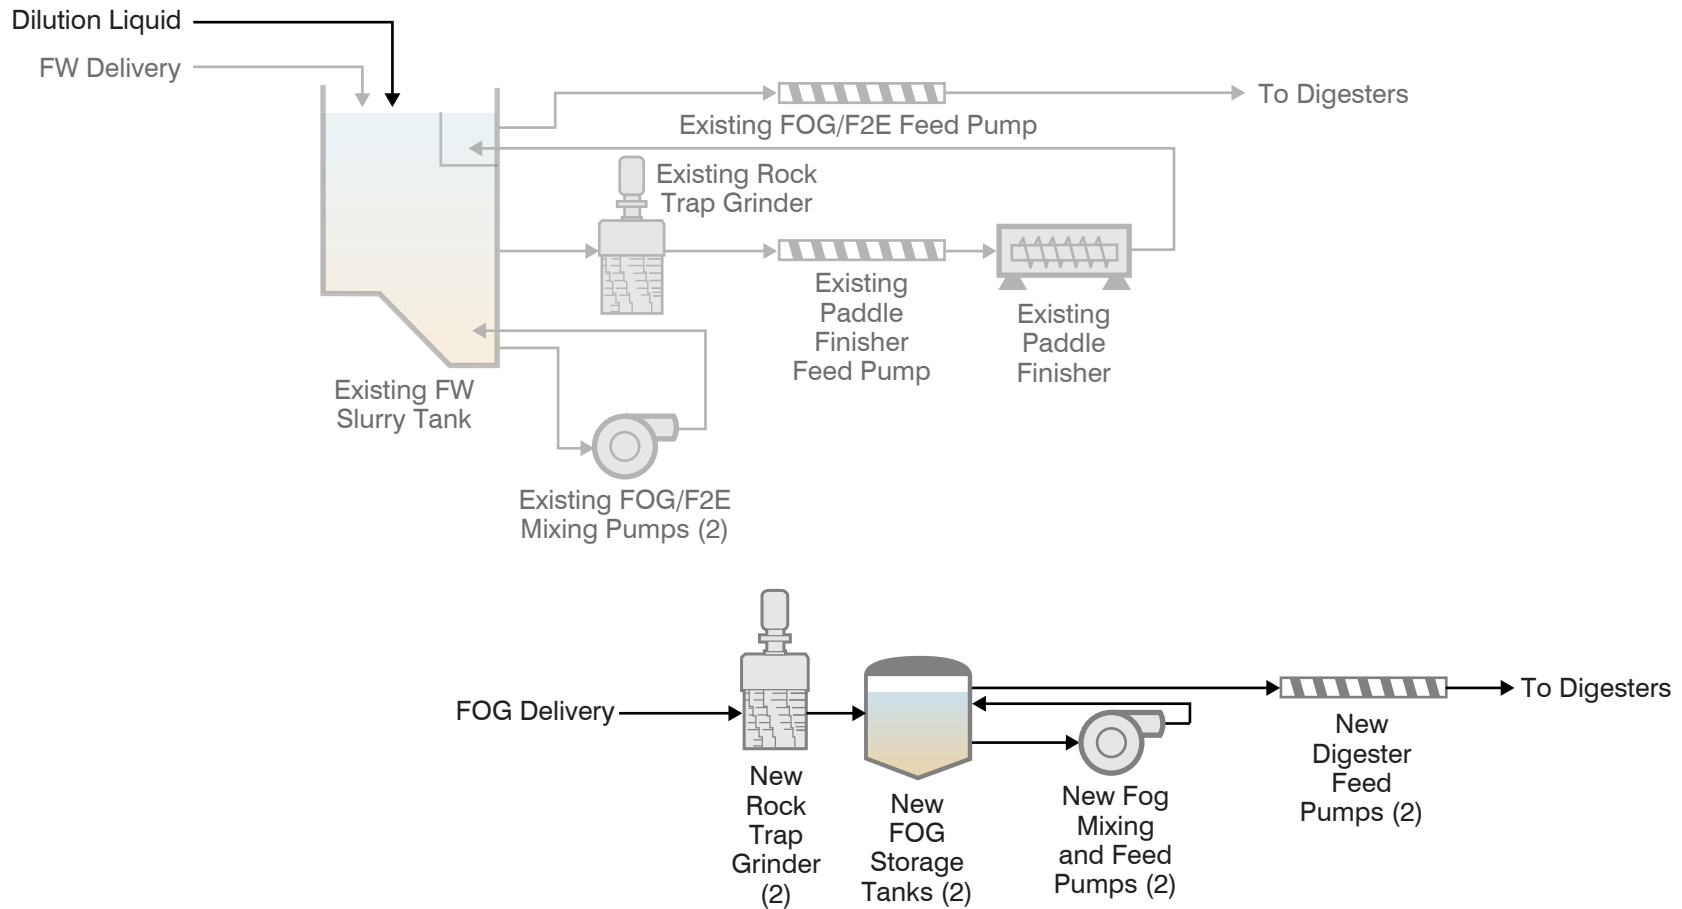 Dilution Liquid
FW Delivery
To Digesters
Existing FOG/F2E Feed Pump
Existing Rock
Trap Grinder
Existing
Paddle
Finisher
Feed Pump
Existing
Paddle
Finisher
Existing FW
Slurry Tank
Existing FOG/F2E
Mixing Pumps (2)
FOG Delivery
To Digesters
New
Rock
Trap
Grinder
(2)
New
FOG
Storage
Tanks (2)
New Fog
Mixing
and Feed
Pumps (2)
New
Digester
Feed
Pumps (2)